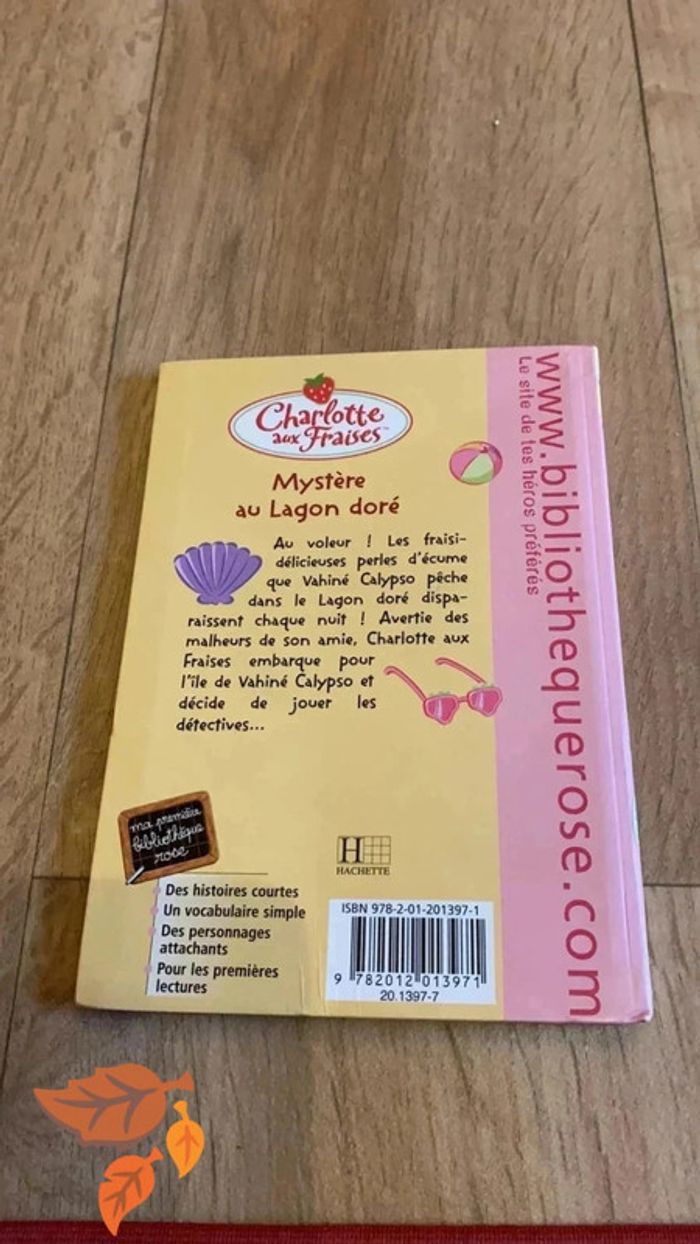 Charlotte
aux Fraises™
Mystère
au Lagon doré
Au voleur ! Les fraisi-
délicieuses perles d'écume
que Vahiné Calypso pêche
dans le Lagon doré dispa-
raissent chaque nuit ! Avertie des
malheurs de son amie, Charlotte aux
Fraises embarque pour
l'île de Vahiné Calypso et
décide de jouer les
détectives...
ma première
bibliothèque
rose
Des histoires courtes
Un vocabulaire simple
Des personnages
attachants
Pour les premières
lectures
H
HACHETTE
ISBN 978-2-01-201397-1
9 782012 013971
20.1397-7
www.bibliothequerose.com
Le site de tes héros préférés